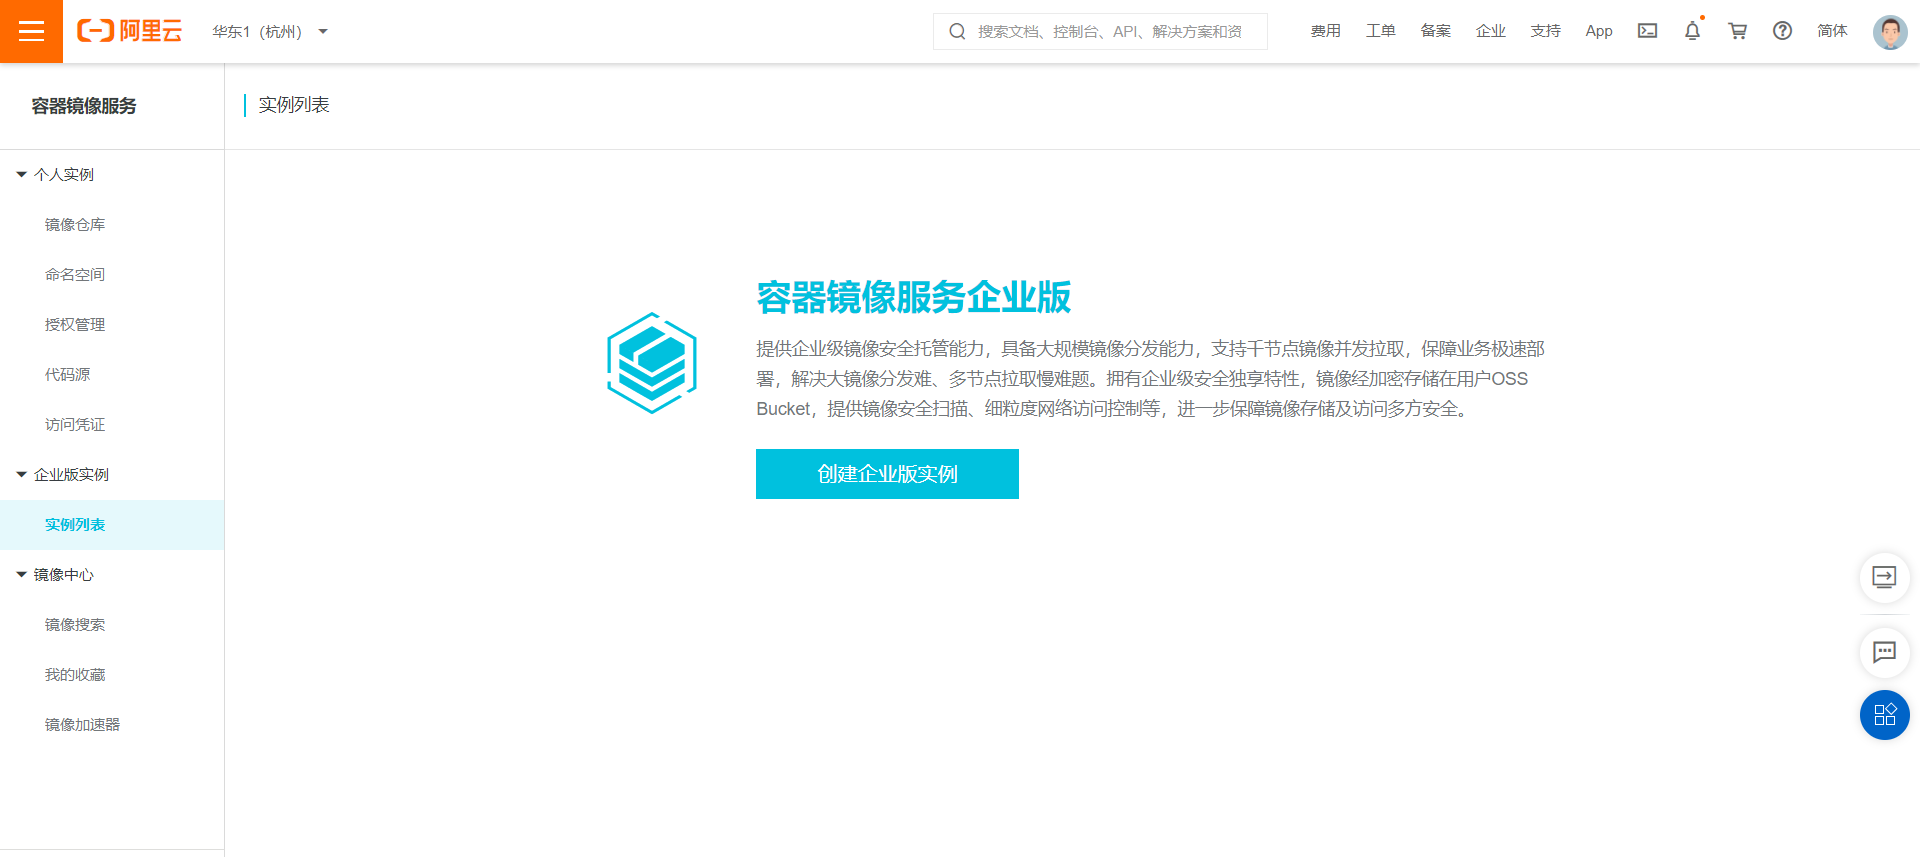 阿里云
华东1（杭州）
搜索文档、控制台、API、解决方案和资
费用
工单
备案
企业
支持
App
简体
容器镜像服务
个人实例
镜像仓库
命名空间
授权管理
代码源
访问凭证
企业版实例
实例列表
镜像中心
镜像搜索
我的收藏
镜像加速器
实例列表
容器镜像服务企业版
提供企业级镜像安全托管能力，具备大规模镜像分发能力，支持千节点镜像并发拉取，保障业务极速部
署，解决大镜像分发难、多节点拉取慢难题。拥有企业级安全独享特性，镜像经加密存储在用户OSS
Bucket，提供镜像安全扫描、细粒度网络访问控制等，进一步保障镜像存储及访问多方安全。
创建企业版实例